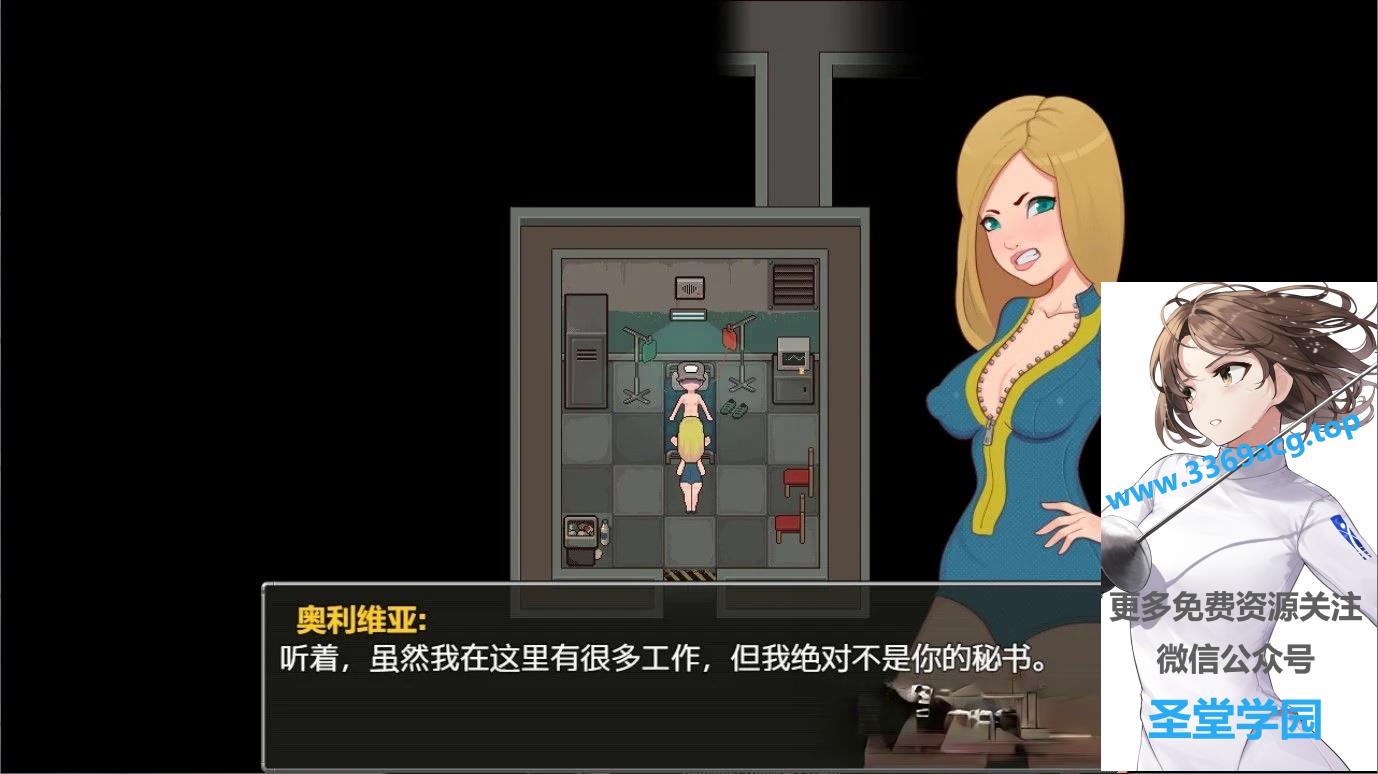 奥利维亚:
听着，虽然我在这里有很多工作，但我绝对不是你的秘书。
www.3369acg.top
更多免费资源关注
微信公众号
圣堂学园